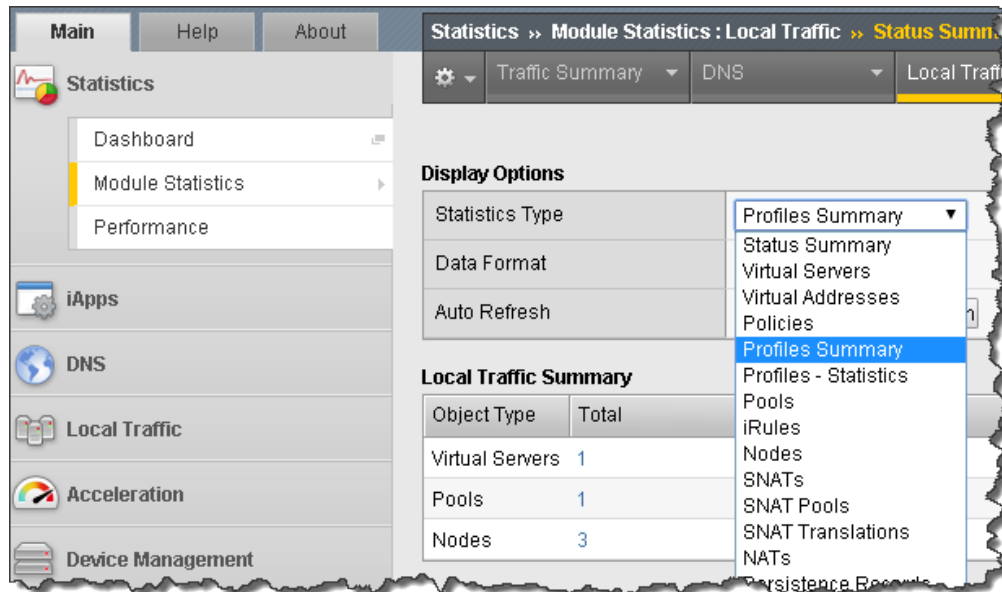 Main
Help
About
Statistics
Dashboard
Module Statistics
Performance
iApps
DNS
Local Traffic
Acceleration
Device Management
Statistics ›› Module Statistics : Local Traffic ›› Status
Traffic Summary
DNS
Local
Display Options
Statistics Type
Profiles Summary
Data Format
Auto Refresh
Status Summary
Virtual Servers
Virtual Addresses
Policies
Profiles Summary
Profiles - Statistics
Pools
iRules
Nodes
SNATs
SNAT Pools
SNAT Translations
NATs
Persistence Records
Local Traffic Summary
Object Type Total
Virtual Servers 1
Pools 1
Nodes 3